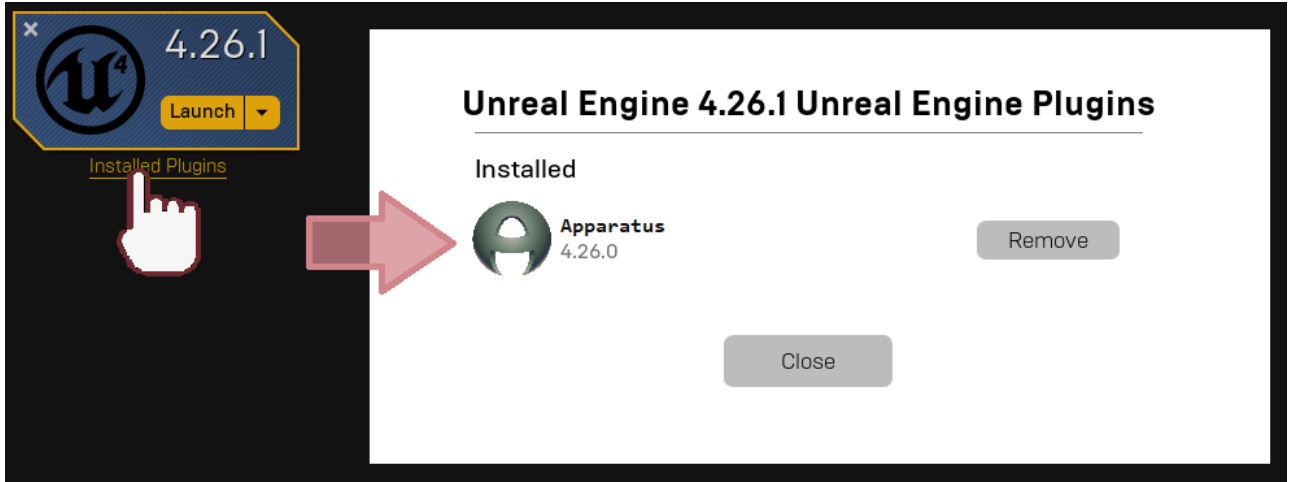 4.26.1
Launch
Installed Plugins
Unreal Engine 4.26.1 Unreal Engine Plugins
Installed
Apparatus
4.26.0
Remove
Close